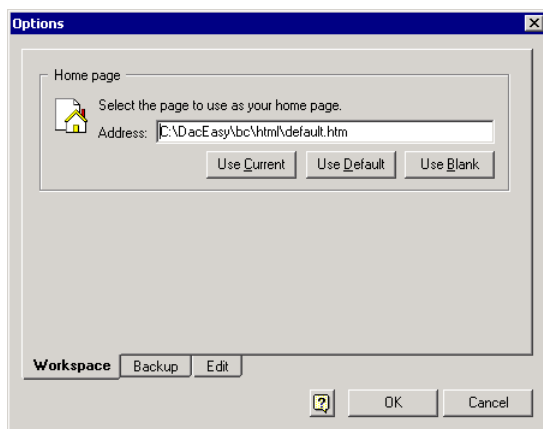 Options
Home page
Select the page to use as your home page.
Address: C:\DacEasy\bc\html\default.htm
Use Current Use Default Use Blank
Workspace Backup Edit
OK Cancel